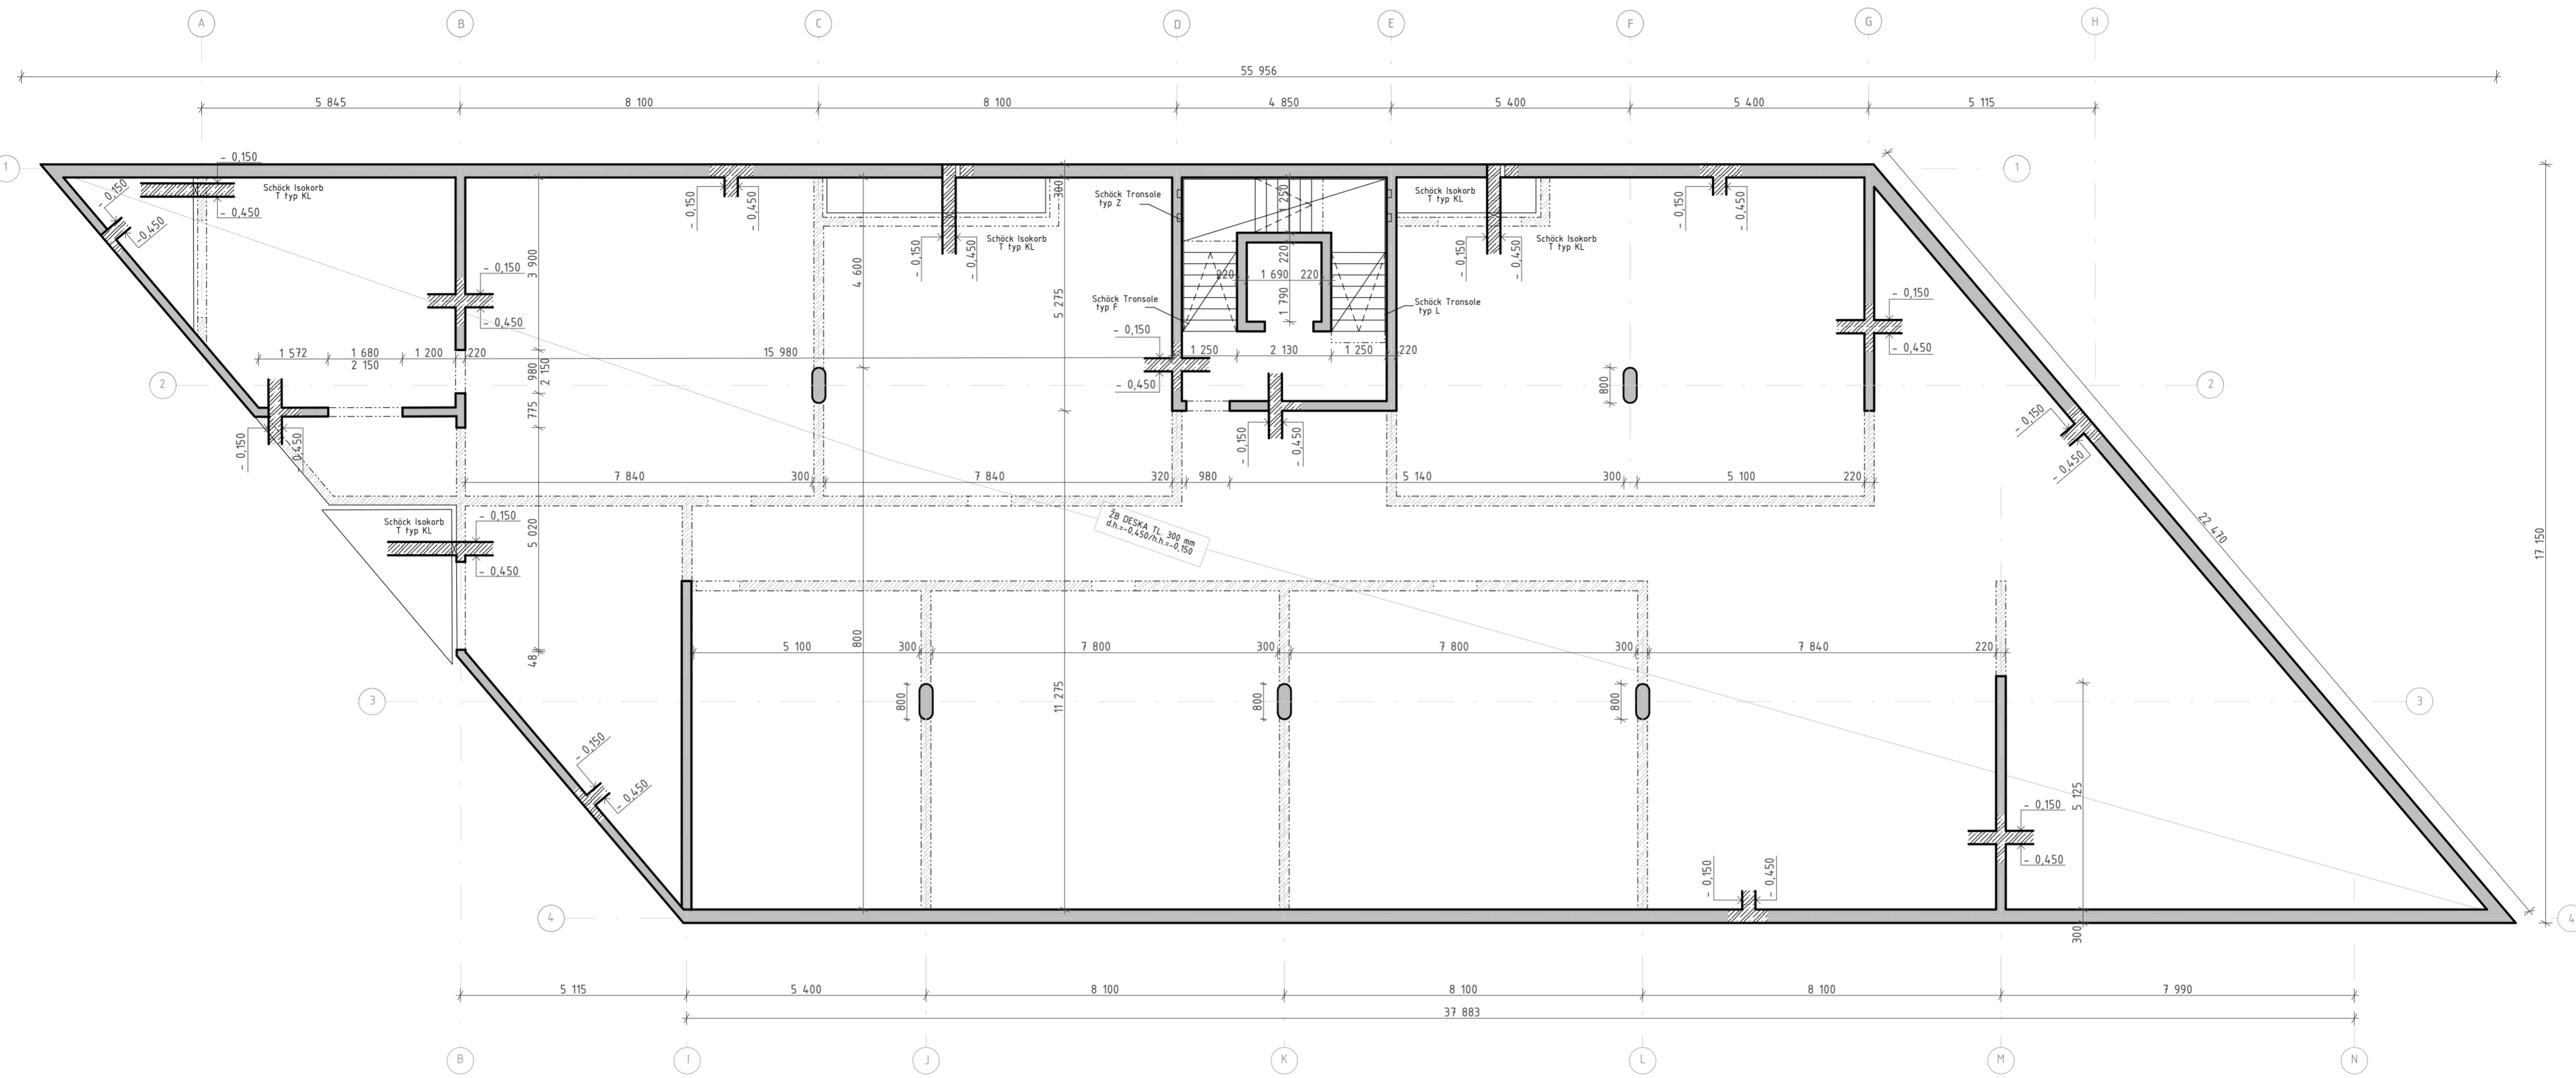 A B C D E F G H
55 956
5 845 8 100 8 100 4 850 5 400 5 400 5 115
1
1
- 0,150
- 0,450
Schöck Isokorb
T typ KL
- 0,150
-0,450
- 0,150
- 0,450
300
Schöck Tronsole
typ Z
1 250
Schöck Isokorb
T typ KL
- 0,150
- 0,450
- 0,150
- 0,450
Schöck Isokorb
T typ KL
- 0,150
- 0,450
Schöck Isokorb
T typ KL
3 900
4 600
5 275
220
220 1 690 220
1 790
- 0,150
- 0,450
Schöck Tronsole
typ F
Schöck Tronsole
typ L
- 0,150
- 0,450
- 0,150
- 0,450
1 572 1 680 1 200 220 15 980 1 250 2 130 1 250 220
2 150
980
2 150
775
2
800
2
- 0,150
- 0,450
- 0,150
- 0,450
- 0,150
- 0,450
7 840 300 7 840 320 980 5 140 300 5 100 220
Schöck Isokorb
T typ KL
- 0,150
- 0,450
5 020
ŽB DESKA TL. 300 mm
d.h.=-0,450/h.h.=-0,150
22 470
17 150
48
800
5 100 300 7 800 300 7 800 300 7 840 220
3
11 275
800
800
800
3
- 0,150
- 0,450
5 125
- 0,150
- 0,450
- 0,150
- 0,450
4
300
4
5 115 5 400 8 100 8 100 8 100 7 990
37 883
B I J K L M N